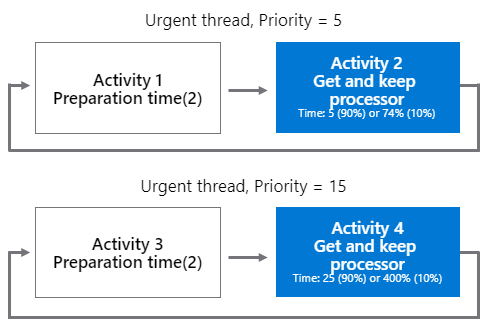 Urgent thread, Priority = 5
Activity 1
Preparation time(2)
Activity 2
Get and keep
processor
Time: 5 (90%) or 74% (10%)
Urgent thread, Priority = 15
Activity 3
Preparation time(2)
Activity 4
Get and keep
processor
Time: 25 (90%) or 400% (10%)